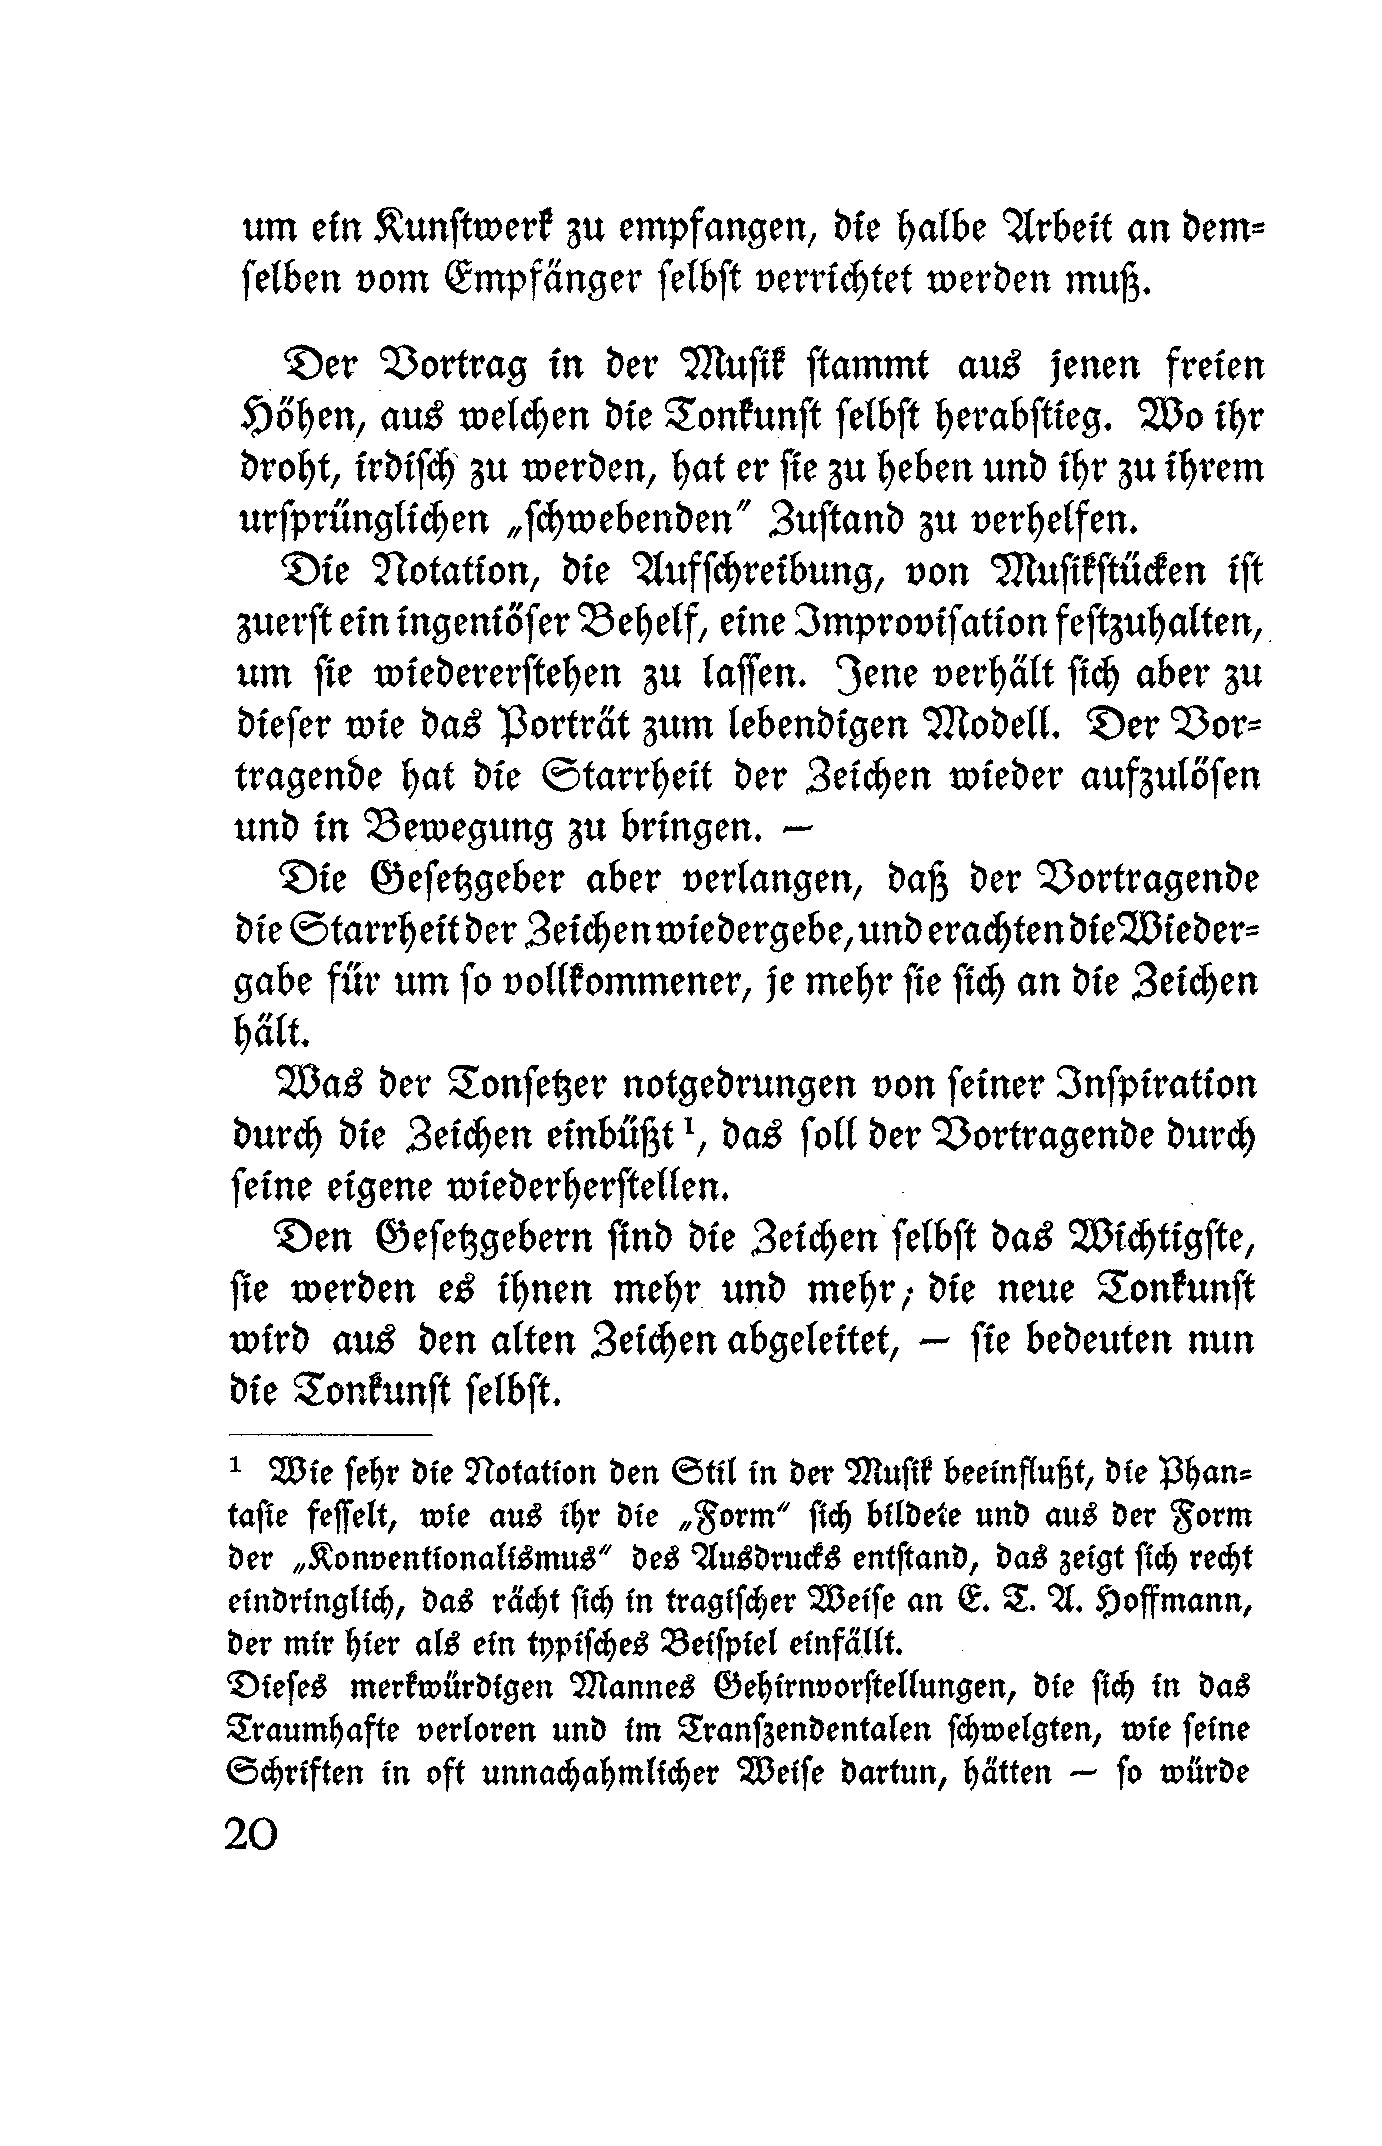 um ein Kunstwerk zu empfangen, die halbe Arbeit an dem-
selben vom Empfänger selbst verrichtet werden muß.
Der Vortrag in der Musik stammt aus jenen freien
Höhen, aus welchen die Tonkunst selbst herabstieg. Wo ihr
droht, irdisch zu werden, hat er sie zu heben und ihr zu ihrem
ursprünglichen „schwebenden“ Zustand zu verhelfen.
Die Notation, die Aufschreibung, von Musikstücken ist
zuerst ein ingeniöser Behelf, eine Improvisation festzuhalten,
um sie wiedererstehen zu lassen. Jene verhält sich aber zu
dieser wie das Porträt zum lebendigen Modell. Der Vor-
tragende hat die Starrheit der Zeichen wieder aufzulösen
und in Bewegung zu bringen. —
Die Gesetzgeber aber verlangen, daß der Vortragende
die Starrheit der Zeichen wiedergebe, und erachten die Wieder-
gabe für um so vollkommener, je mehr sie sich an die Zeichen
hält.
Was der Tonsetzer notgedrungen von seiner Inspiration
durch die Zeichen einbüßt¹, das soll der Vortragende durch
seine eigene wiederherstellen.
Den Gesetzgebern sind die Zeichen selbst das Wichtigste,
sie werden es ihnen mehr und mehr; die neue Tonkunst
wird aus den alten Zeichen abgeleitet, — sie bedeuten nun
die Tonkunst selbst.
¹ Wie sehr die Notation den Stil in der Musik beeinflußt, die Phan-
tasie fesselt, wie aus ihr die „Form“ sich bildete und aus der Form
der „Konventionalismus“ des Ausdrucks entstand, das zeigt sich recht
eindringlich, das rächt sich in tragischer Weise an E. T. A. Hoffmann,
der mir hier als ein typisches Beispiel einfällt.
Dieses merkwürdigen Mannes Gehirnvorstellungen, die sich in das
Traumhafte verloren und im Transzendentalen schwelgten, wie seine
Schriften in oft unnachahmlicher Weise dartun, hätten — so würde
20